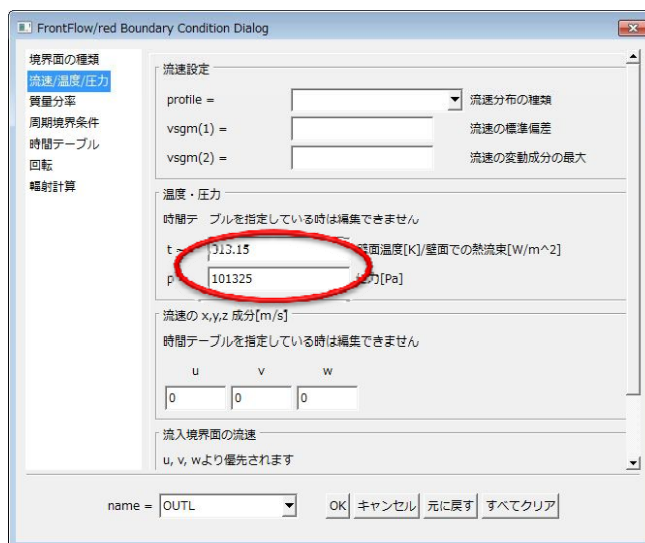 FrontFlow/red Boundary Condition Dialog
境界面の種類
流速/温度/圧力
質量分率
周期境界条件
時間テーブル
回転
輻射計算
流速設定
profile = 流速分布の種類
vsgm(1) = 流速の標準偏差
vsgm(2) = 流速の変動成分の最大
温度・圧力
時間テーブルを指定している時は編集できません
t 313.15 壁面温度[K]/壁面での熱流束[W/m^2]
p 101325 [Pa]
流速の x,y,z 成分[m/s]
時間テーブルを指定している時は編集できません
u v w
0 0 0
流入境界面の流速
u, v, wより優先されます
name = OUTL OK キャンセル 元に戻す すべてクリア